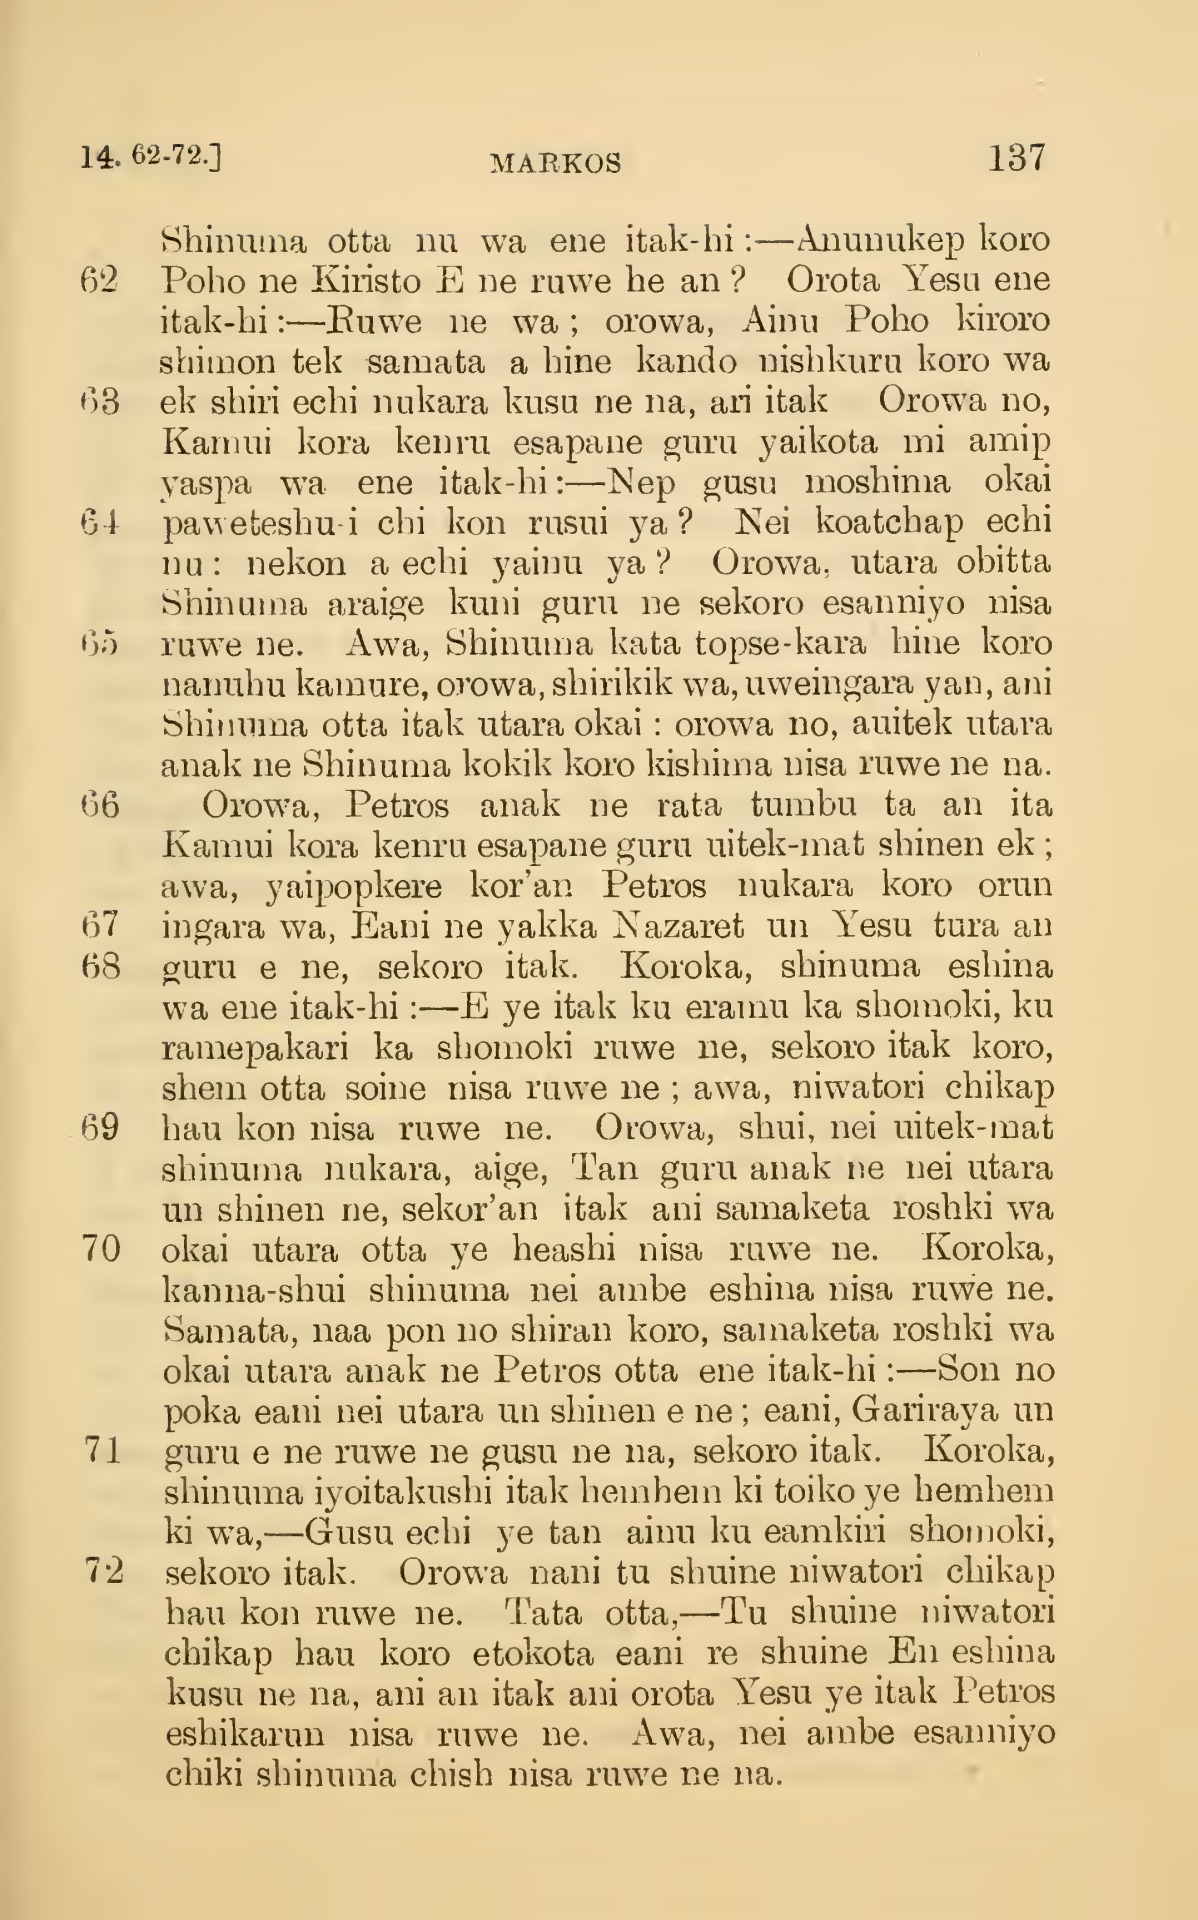 14. 62-72.] MARKOS 137
Shinuma otta nu wa ene itak-hi :—Anunukep koro
62 Poho ne Kiristo E ne ruwe he an ? Orota Yesu ene
itak-hi :—Ruwe ne wa ; orowa, Ainu Poho kiroro
shimon tek samata a hine kando nishkuru koro wa
63 ek shiri echi nukara kusu ne na, ari itak Orowa no,
Kamui kora kenru esapane guru yaikota mi amip
yaspa wa ene itak-hi :—Nep gusu moshima okai
64 paweteshu-i chi kon rusui ya ? Nei koatchap echi
nu : nekon a echi yainu ya ? Orowa, utara obitta
Shinuma araige kuni guru ne sekoro esanniyo nisa
65 ruwe ne. Awa, Shinuma kata topse-kara hine koro
nanuhu kamure, orowa, shirikik wa, uweingara yan, ani
Shinuma otta itak utara okai : orowa no, auitek utara
anak ne Shinuma kokik koro kishima nisa ruwe ne na.
66 Orowa, Petros anak ne rata tumbu ta an ita
Kamui kora kenru esapane guru uitek-mat shinen ek ;
awa, yaipopkere kor'an Petros nukara koro orun
67 ingara wa, Eani ne yakka Nazaret un Yesu tura an
68 guru e ne, sekoro itak. Koroka, shinuma eshina
wa ene itak-hi :—E ye itak ku eramu ka shomoki, ku
ramepakari ka shomoki ruwe ne, sekoro itak koro,
shem otta soine nisa ruwe ne ; awa, niwatori chikap
69 hau kon nisa ruwe ne. Orowa, shui, nei uitek-mat
shinuma nukara, aige, Tan guru anak ne nei utara
un shinen ne, sekor'an itak ani samaketa roshki wa
70 okai utara otta ye heashi nisa ruwe ne. Koroka,
kanna-shui shinuma nei ambe eshina nisa ruwe ne.
Samata, naa pon no shiran koro, samaketa roshki wa
okai utara anak ne Petros otta ene itak-hi :—Son no
poka eani nei utara un shinen e ne ; eani, Gariraya un
71 guru e ne ruwe ne gusu ne na, sekoro itak. Koroka,
shinuma iyoitakushi itak hemhem ki toiko ye hemhem
ki wa,—Gusu echi ye tan ainu ku eamkiri shomoki,
72 sekoro itak. Orowa nani tu shuine niwatori chikap
hau kon ruwe ne. Tata otta,—Tu shuine niwatori
chikap hau koro etokota eani re shuine En eshina
kusu ne na, ani an itak ani orota Yesu ye itak Petros
eshikarun nisa ruwe ne. Awa, nei ambe esanniyo
chiki shinuma chish nisa ruwe ne na.